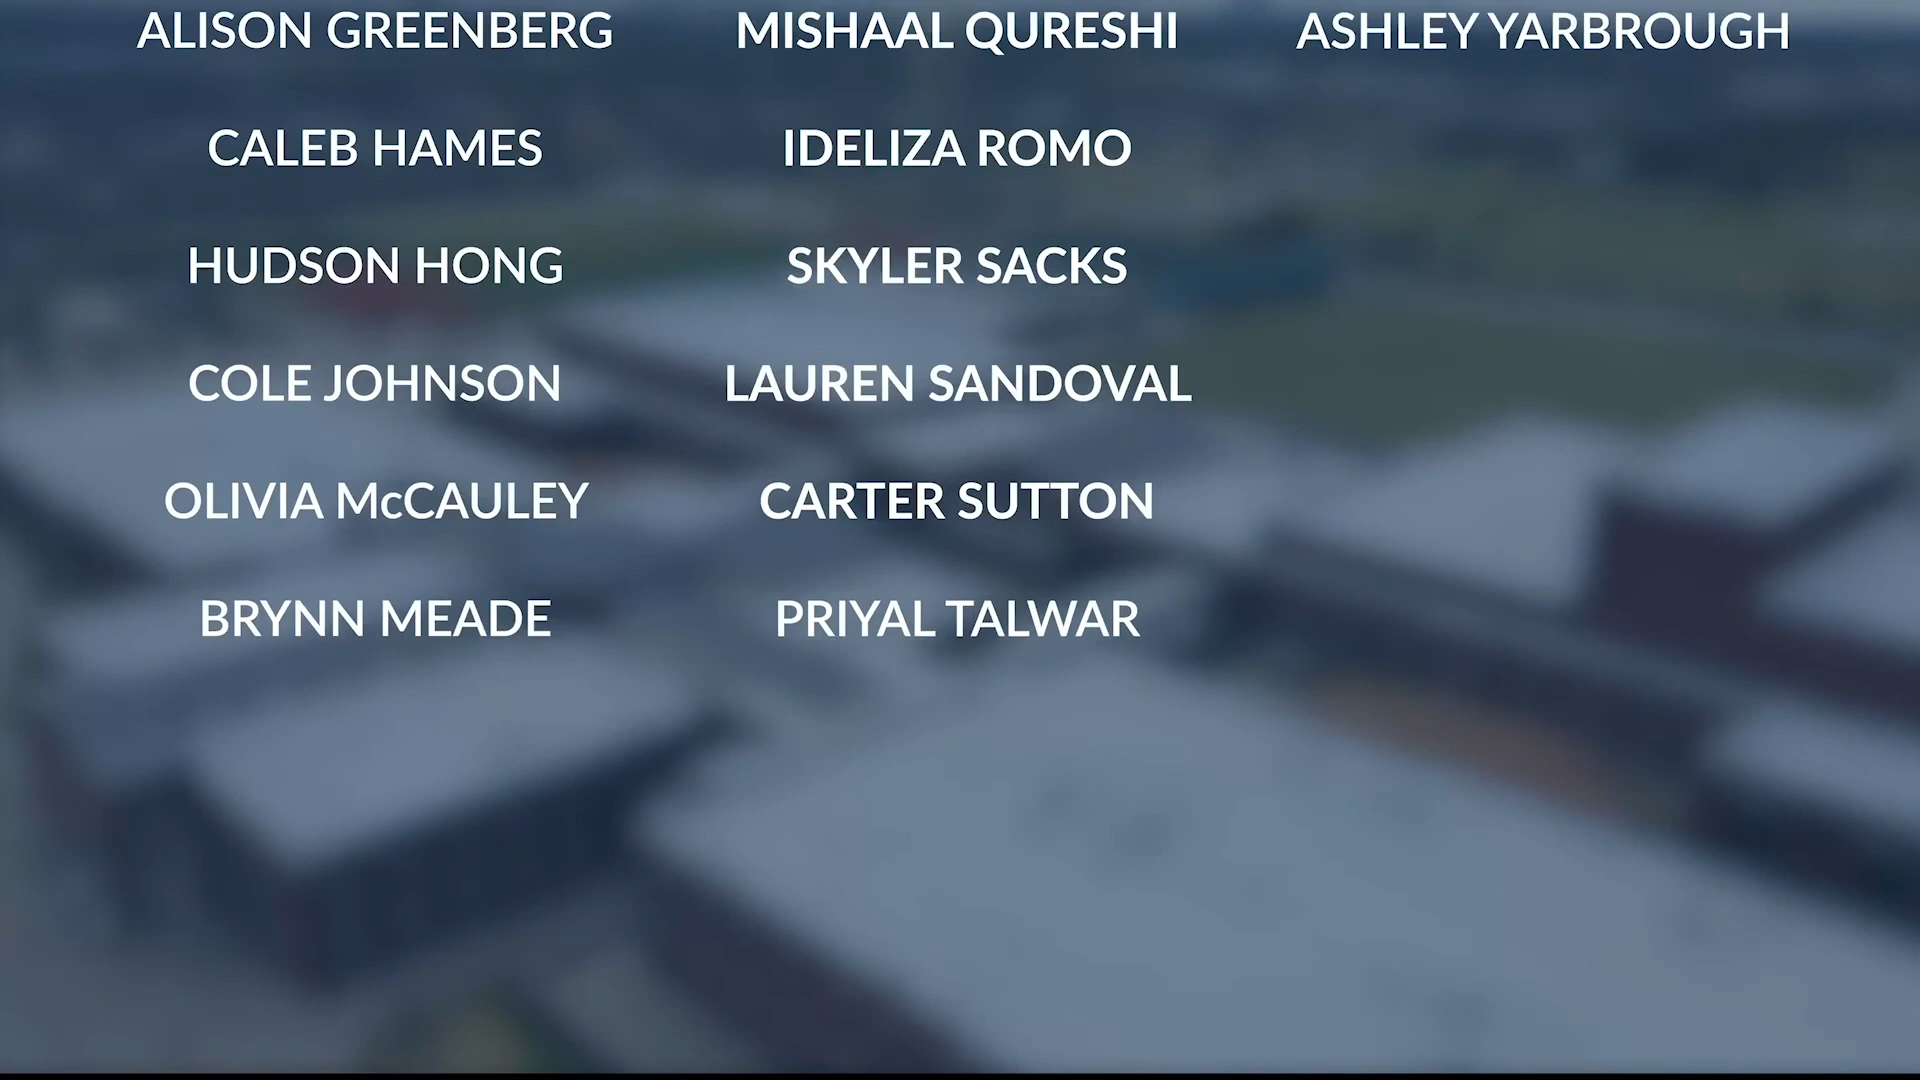 ALISON GREENBERG
MISHAAL QURESHI
ASHLEY YARBROUGH
CALEB HAMES
IDELIZA ROMO
HUDSON HONG
SKYLER SACKS
COLE JOHNSON
LAUREN SANDOVAL
OLIVIA McCAULEY
CARTER SUTTON
BRYNN MEADE
PRIYAL TALWAR